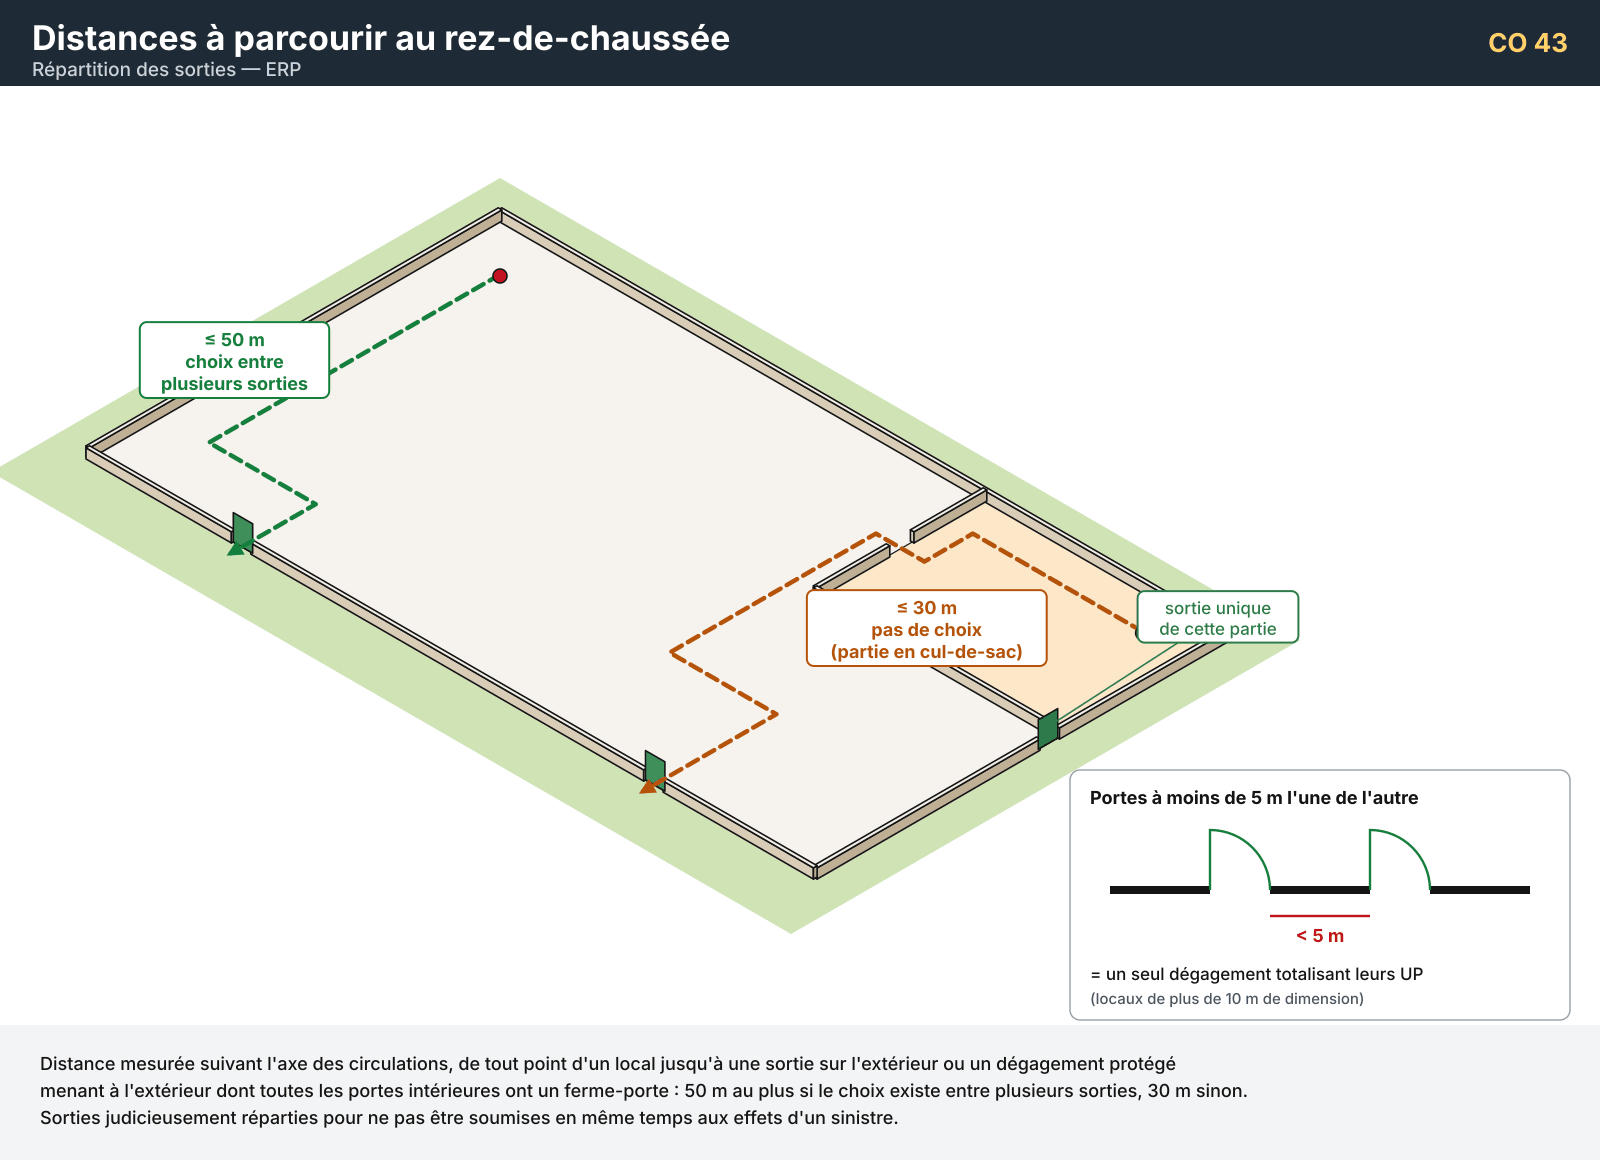 Distances à parcourir au rez-de-chaussée
Répartition des sorties — ERP
CO 43
≤ 50 m
choix entre
plusieurs sorties
≤ 30 m
pas de choix
(partie en cul-de-sac)
sortie unique
de cette partie
Portes à moins de 5 m l'une de l'autre
< 5 m
= un seul dégagement totalisant leurs UP
(locaux de plus de 10 m de dimension)
Distance mesurée suivant l'axe des circulations, de tout point d'un local jusqu'à une sortie sur l'extérieur ou un dégagement protégé
menant à l'extérieur dont toutes les portes intérieures ont un ferme-porte : 50 m au plus si le choix existe entre plusieurs sorties, 30 m sinon.
Sorties judicieusement réparties pour ne pas être soumises en même temps aux effets d'un sinistre.